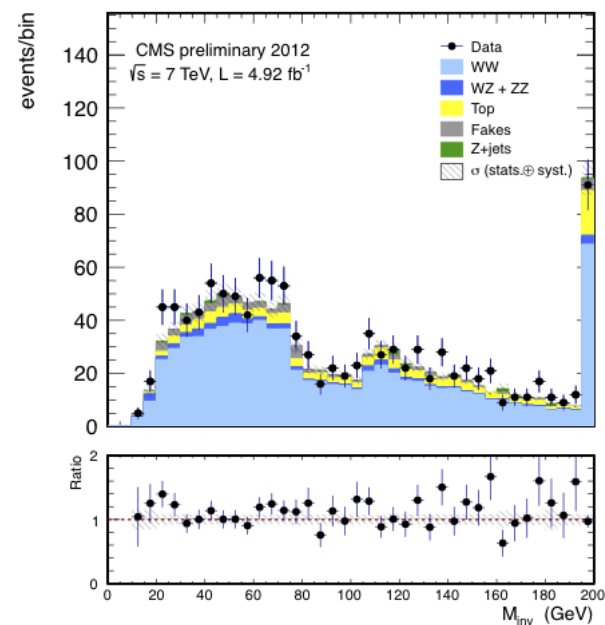 events/bin
140
120
100
80
60
40
20
0
CMS preliminary 2012
√s = 7 TeV, L = 4.92 fb⁻¹
Data
WW
WZ + ZZ
Top
Fakes
Z+jets
σ (stats.⊕ syst.)
Ratio
2
1
0
0 20 40 60 80 100 120 140 160 180 200
M_inv (GeV)